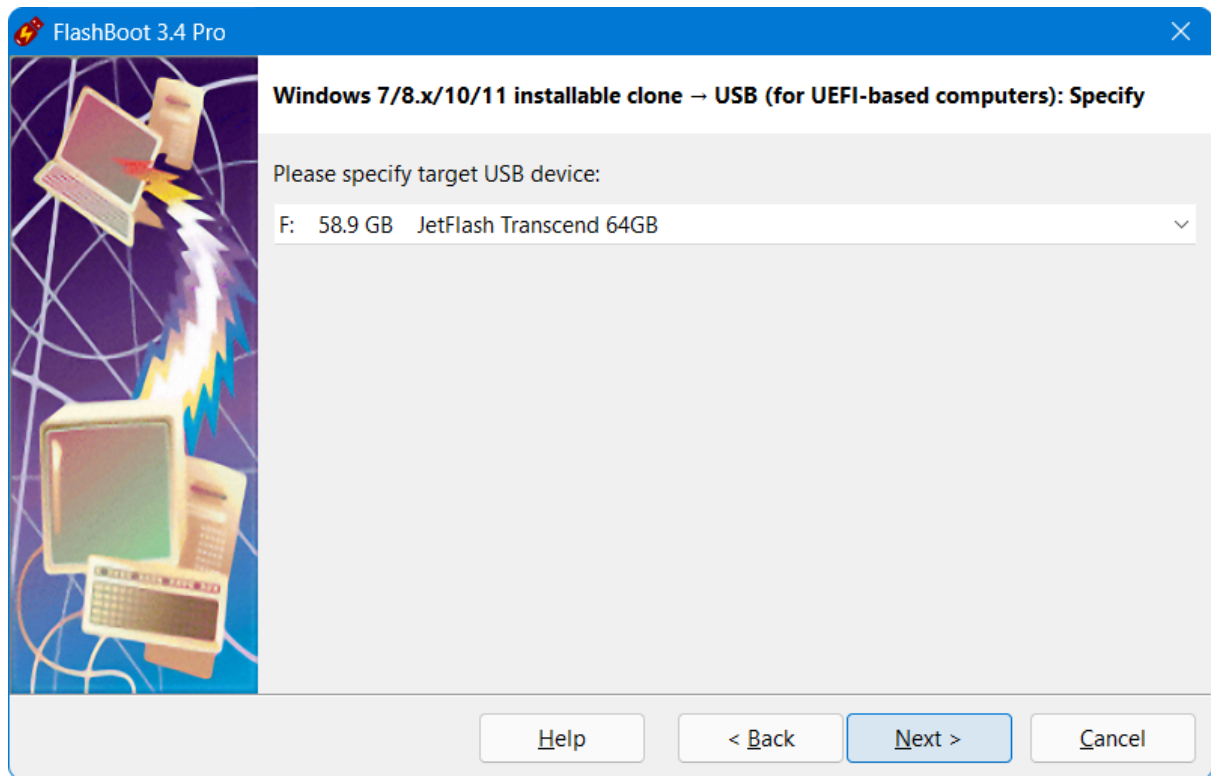 FlashBoot 3.4 Pro
Windows 7/8.x/10/11 installable clone → USB (for UEFI-based computers): Specify
Please specify target USB device:
F: 58.9 GB JetFlash Transcend 64GB
Help < Back Next > Cancel